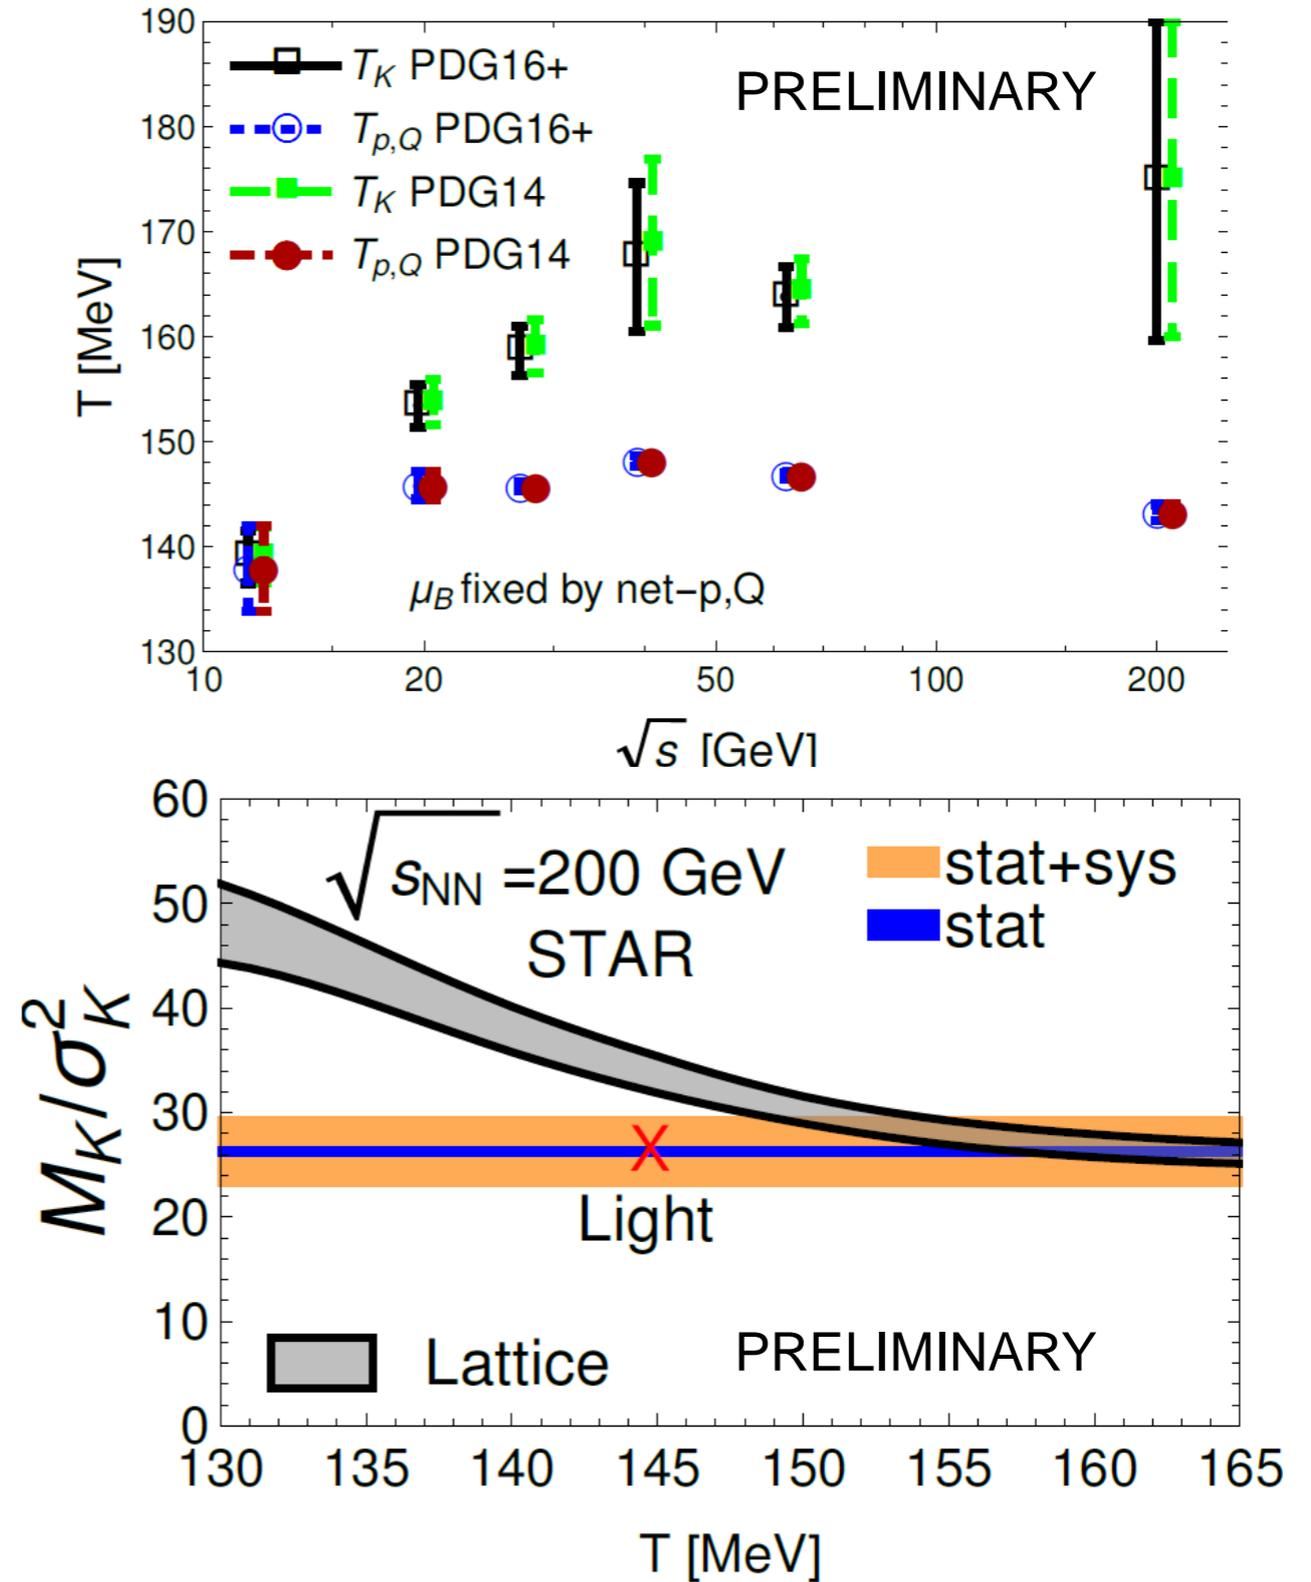 190
180
170
160
150
140
130
T [MeV]
T_K PDG16+
T_{p,Q} PDG16+
T_K PDG14
T_{p,Q} PDG14
PRELIMINARY
μ_B fixed by net−p,Q
10 20 50 100 200
√s [GeV]
60
50
40
30
20
10
0
M_K/σ_K^2
√s_NN =200 GeV
STAR
stat+sys
stat
X
Light
Lattice
PRELIMINARY
130 135 140 145 150 155 160 165
T [MeV]